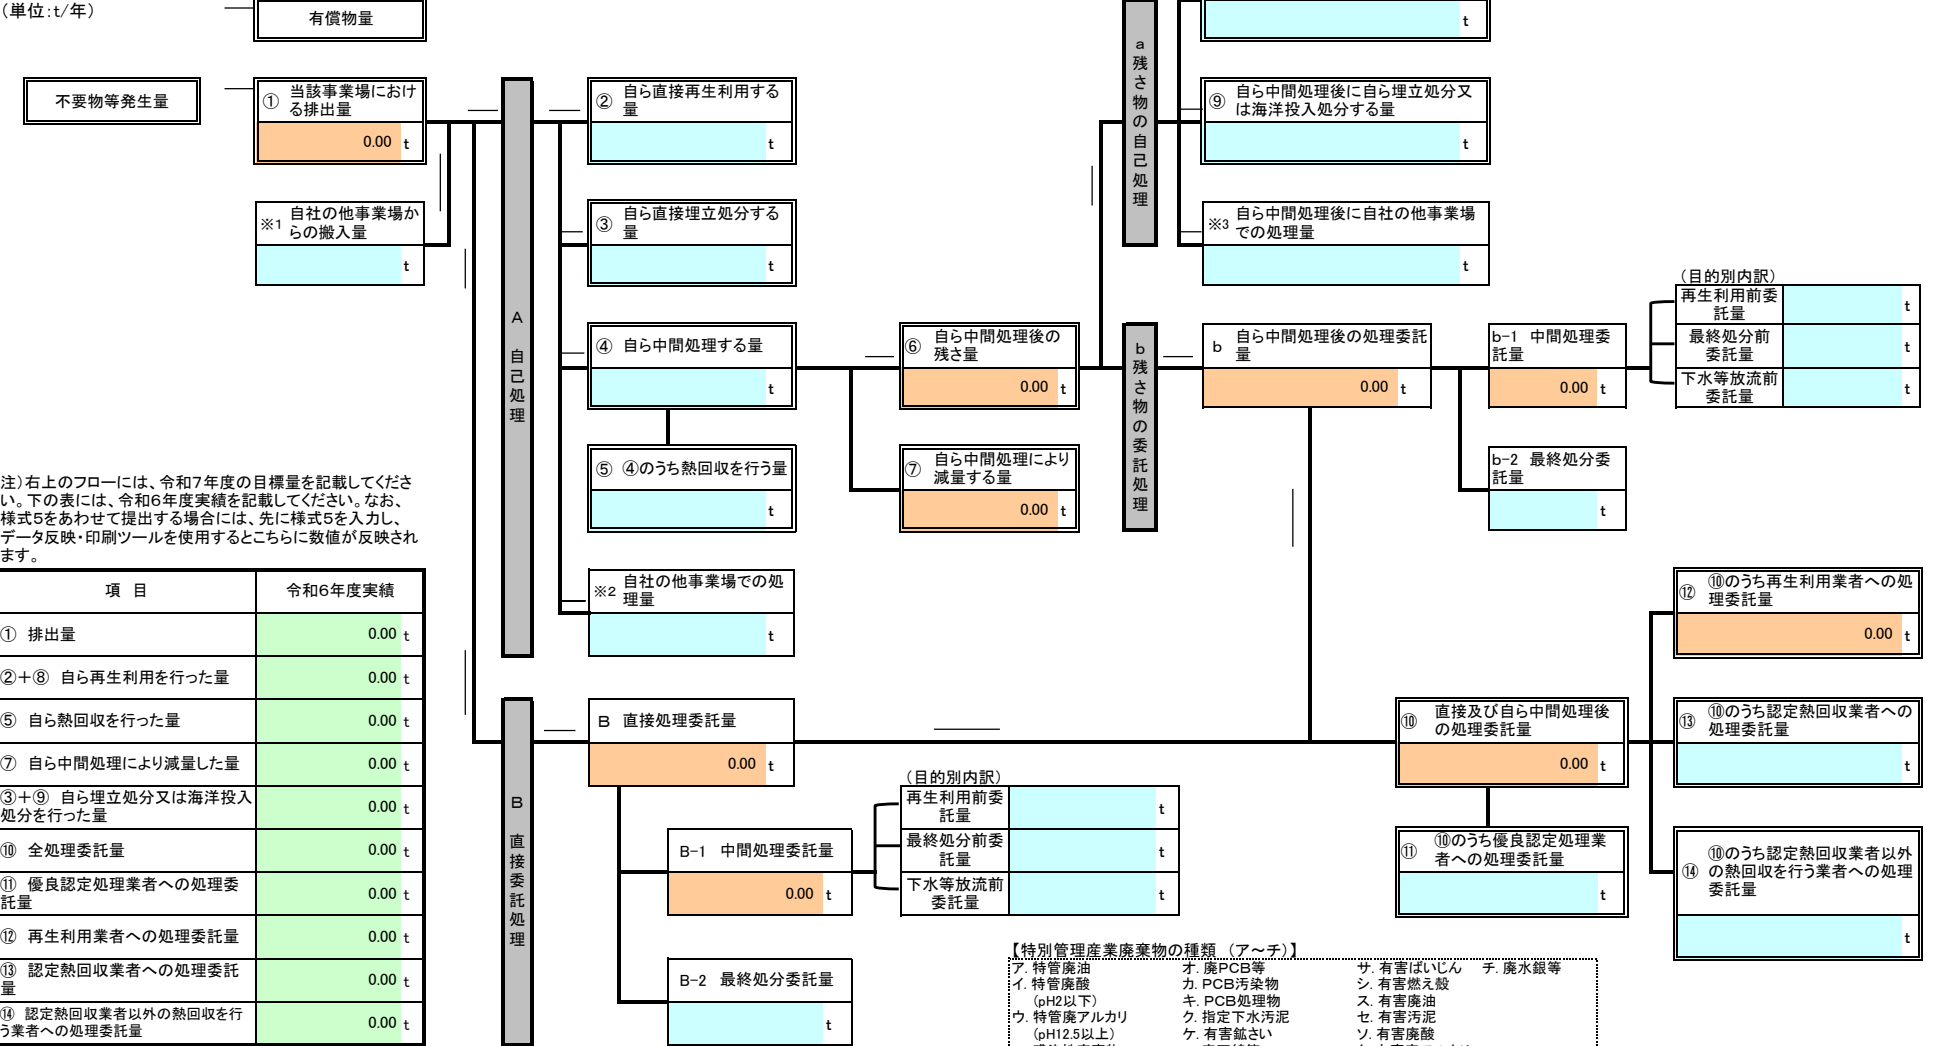 （単位:t/年）
有償物量
t
a
残
さ
物
の
自
己
処
理
不要物等発生量
① 当該事業場におけ
る排出量
0.00 t
② 自ら直接再生利用する
量
t
⑨ 自ら中間処理後に自ら埋立処分又
は海洋投入処分する量
t
※1 自社の他事業場か
らの搬入量
t
③ 自ら直接埋立処分する
量
t
※3 自ら中間処理後に自社の他事業場
での処理量
t
A
自
己
処
理
④ 自ら中間処理する量
t
⑥ 自ら中間処理後の
残さ量
0.00 t
b
残
さ
物
の
委
託
処
理
b 自ら中間処理後の処理委託
量
0.00 t
b-1 中間処理委
託量
0.00 t
（目的別内訳）
再生利用前委
託量
t
最終処分前
委託量
t
下水等放流前
委託量
t
⑤ ④のうち熱回収を行う量
t
⑦ 自ら中間処理により
減量する量
0.00 t
b-2 最終処分委
託量
t
注）右上のフローには、令和7年度の目標量を記載してくださ
い。下の表には、令和6年度実績を記載してください。なお、
様式5をあわせて提出する場合には、先に様式5を入力し、
データ反映・印刷ツールを使用するとこちらに数値が反映され
ます。
項 目 令和6年度実績
① 排出量 0.00 t
②＋⑧ 自ら再生利用を行った量 0.00 t
⑤ 自ら熱回収を行った量 0.00 t
⑦ 自ら中間処理により減量した量 0.00 t
③＋⑨ 自ら埋立処分又は海洋投入
処分を行った量 0.00 t
⑩ 全処理委託量 0.00 t
⑪ 優良認定処理業者への処理委
託量 0.00 t
⑫ 再生利用業者への処理委託量 0.00 t
⑬ 認定熱回収業者への処理委託
量 0.00 t
⑭ 認定熱回収業者以外の熱回収を行
う業者への処理委託量 0.00 t
※2 自社の他事業場での処
理量
t
B
直
接
委
託
処
理
B 直接処理委託量
0.00 t
B-1 中間処理委託量
0.00 t
（目的別内訳）
再生利用前委
託量
t
最終処分前委
託量
t
下水等放流前
委託量
t
B-2 最終処分委託量
t
⑩ 直接及び自ら中間処理後
の処理委託量
0.00 t
⑪ ⑩のうち優良認定処理業
者への処理委託量
t
⑫ ⑩のうち再生利用業者への処
理委託量
0.00 t
⑬ ⑩のうち認定熱回収業者への
処理委託量
t
⑭ ⑩のうち認定熱回収業者以外
の熱回収を行う業者への処理
委託量
t
【特別管理産業廃棄物の種類 （ア～チ）】
ア. 特管廃油 オ. 廃PCB等 サ. 有害ばいじん チ. 廃水銀等
イ. 特管廃酸 カ. PCB汚染物 シ. 有害燃え殻
（pH2以下） キ. PCB処理物 ス. 有害廃油
ウ. 特管廃アルカリ ク. 指定下水汚泥 セ. 有害汚泥
（pH12.5以上） ケ. 有害鉱さい ソ. 有害廃酸